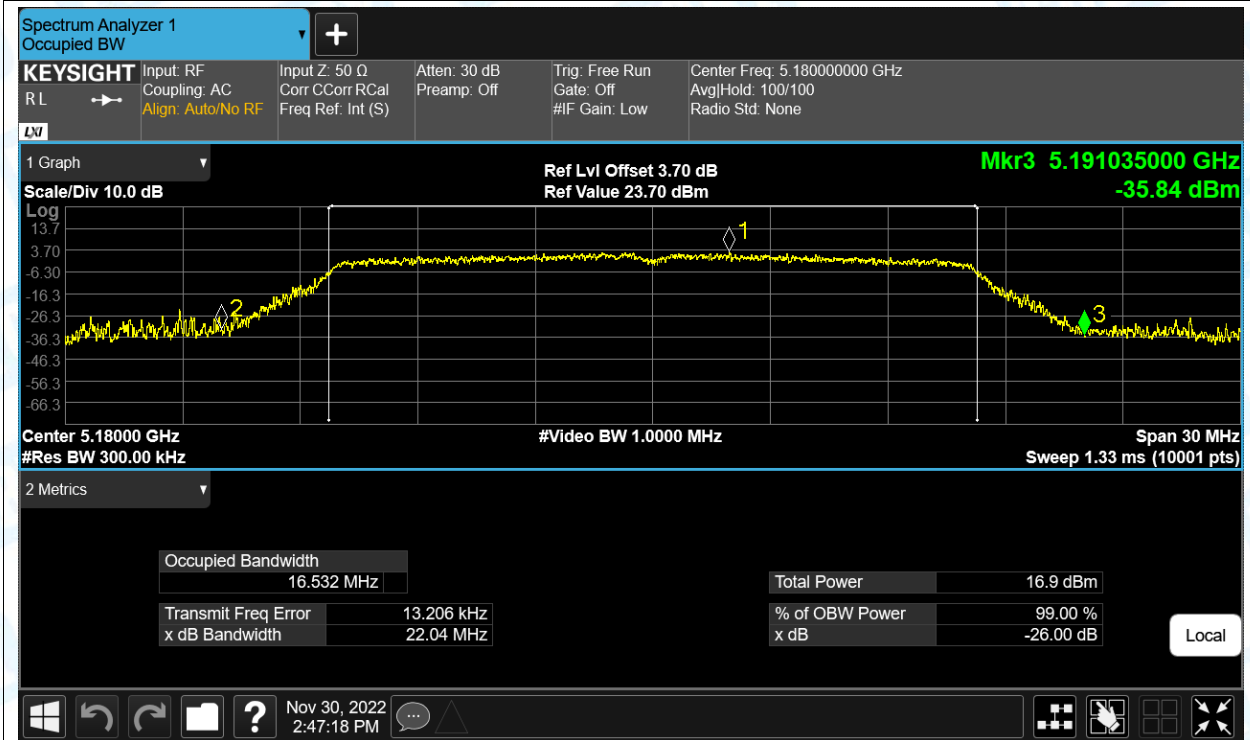 Spectrum Analyzer 1
Occupied BW
KEYSIGHT
R L
LXI
Input: RF
Coupling: AC
Align: Auto/No RF
Input Z: 50 Ω
Corr CCorr RCal
Freq Ref: Int (S)
Atten: 30 dB
Preamp: Off
Trig: Free Run
Gate: Off
#IF Gain: Low
Center Freq: 5.180000000 GHz
Avg|Hold: 100/100
Radio Std: None
1 Graph
Scale/Div 10.0 dB
Ref Lvl Offset 3.70 dB
Ref Value 23.70 dBm
Mkr3 5.191035000 GHz
-35.84 dBm
Log
13.7
3.70
-6.30
-16.3
-26.3
-36.3
-46.3
-56.3
-66.3
1
2
3
Center 5.18000 GHz
#Video BW 1.0000 MHz
Span 30 MHz
#Res BW 300.00 kHz
Sweep 1.33 ms (10001 pts)
2 Metrics
Occupied Bandwidth
16.532 MHz
Total Power 16.9 dBm
Transmit Freq Error 13.206 kHz
% of OBW Power 99.00 %
x dB Bandwidth 22.04 MHz
x dB -26.00 dB
Local
?
Nov 30, 2022
2:47:18 PM